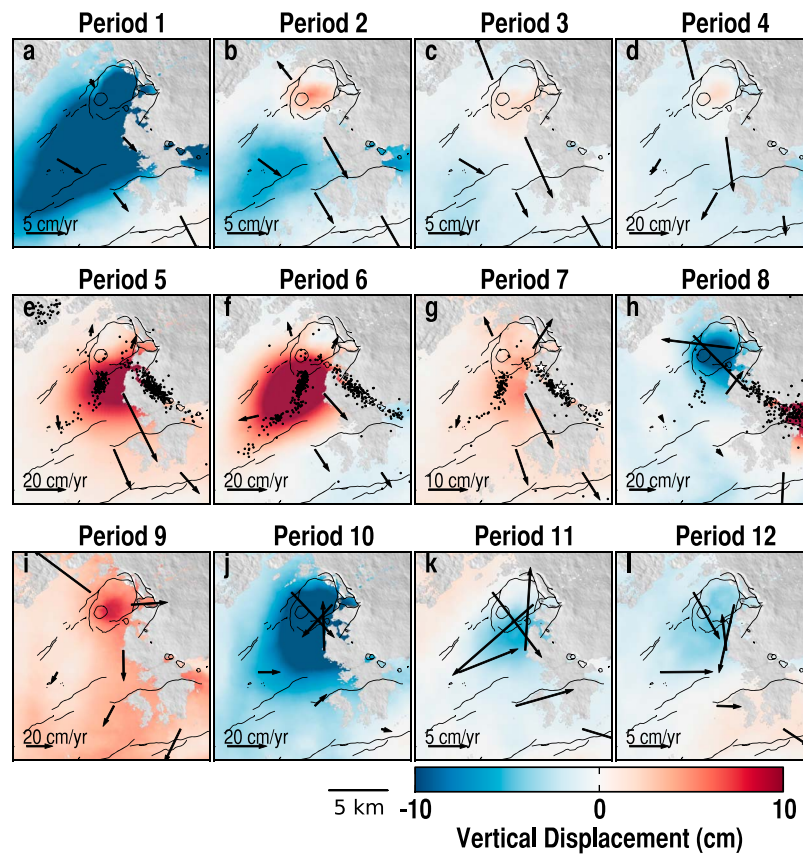 Period 1 Period 2 Period 3 Period 4
a b c d
5 cm/yr 5 cm/yr 5 cm/yr 20 cm/yr
Period 5 Period 6 Period 7 Period 8
e f g h
20 cm/yr 20 cm/yr 10 cm/yr 20 cm/yr
Period 9 Period 10 Period 11 Period 12
i j k l
20 cm/yr 20 cm/yr 5 cm/yr 5 cm/yr
5 km
-10 0 10
Vertical Displacement (cm)